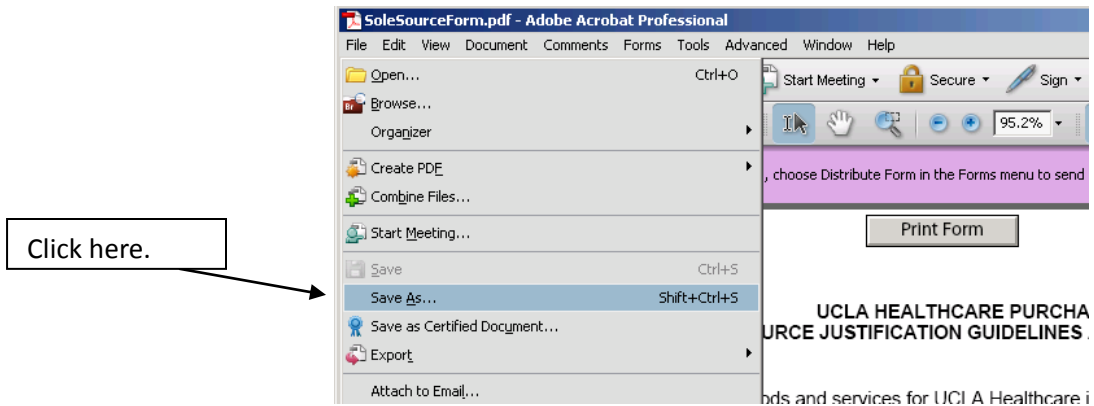 SoleSourceForm.pdf - Adobe Acrobat Professional
File Edit View Document Comments Forms Tools Advanced Window Help
Open... Ctrl+O
Start Meeting Secure Sign
Browse...
Organizer
95.2%
Create PDF
, choose Distribute Form in the Forms menu to send
Combine Files...
Start Meeting...
Print Form
Click here.
Save Ctrl+S
Save As... Shift+Ctrl+S
UCLA HEALTHCARE PURCHA
Save as Certified Document...
URCE JUSTIFICATION GUIDELINES
Export
Attach to Email...
ods and services for UCLA Healthcare i